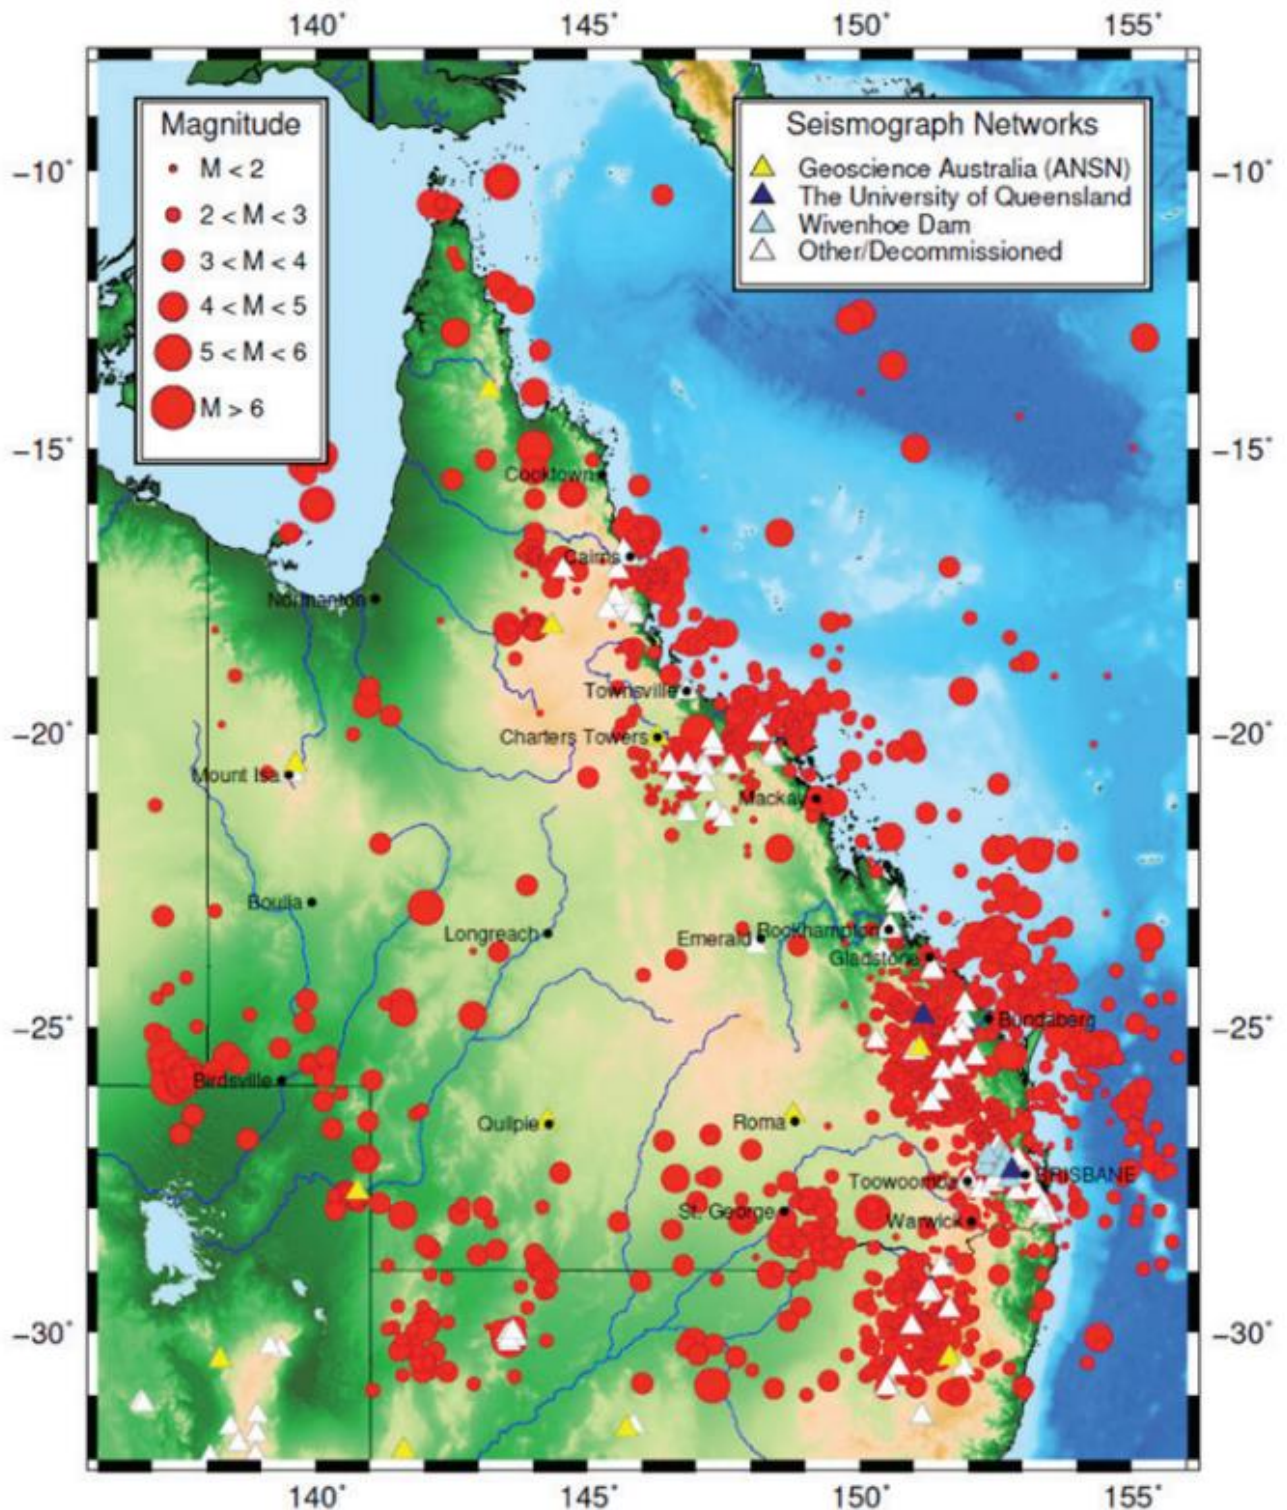 140° 145° 150° 155°
Magnitude
M < 2
2 < M < 3
3 < M < 4
4 < M < 5
5 < M < 6
M > 6
Seismograph Networks
Geoscience Australia (ANSN)
The University of Queensland
Wivenhoe Dam
Other/Decommissioned
−10° −10°
−15° −15°
Cocktown
Cairns
Normanton
Townsville
−20° −20°
Charters Towers
Mount Isa
Mackay
Boulia
Longreach
Emerald
Rockhampton
Gladstone
−25° −25°
Bundaberg
Birdsville
Quilpie
Roma
Toowoomba
BRISBANE
St. George
Warwick
−30° −30°
140° 145° 150° 155°